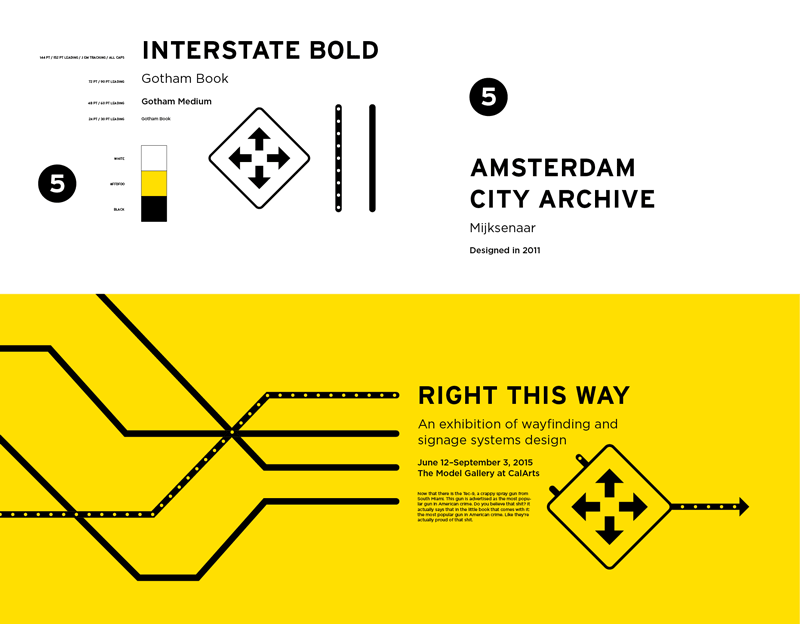 144 PT / 152 PT LEADING / 2 EM TRACKING / ALL CAPS
INTERSTATE BOLD
72 PT / 90 PT LEADING
Gotham Book
48 PT / 60 PT LEADING
Gotham Medium
24 PT / 30 PT LEADING
Gotham Book
WHITE
#FFDF00
BLACK
5
5
AMSTERDAM
CITY ARCHIVE
Mijksenaar
Designed in 2011
RIGHT THIS WAY
An exhibition of wayfinding and
signage systems design
June 12–September 3, 2015
The Model Gallery at CalArts
Now that there is the Tec-9, a crappy spray gun from
South Miami. This gun is advertised as the most popu-
lar gun in American crime. Do you believe that shit? It
actually says that in the little book that comes with it:
the most popular gun in American crime. Like they're
actually proud of that shit.